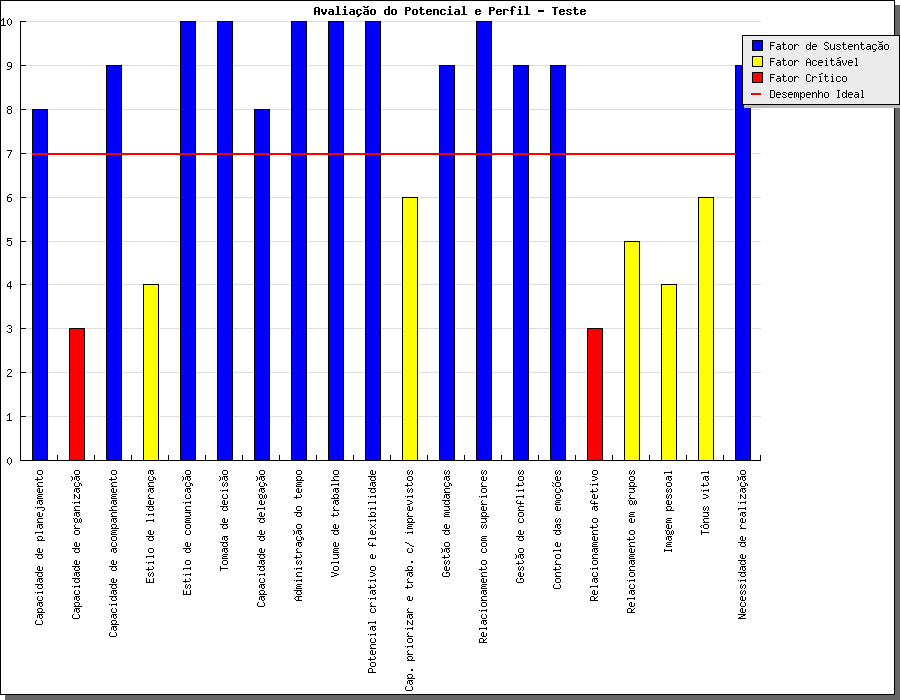 Avaliação do Potencial e Perfil - Teste
10
9
8
7
6
5
4
3
2
1
0
Fator de Sustentação
Fator Aceitável
Fator Crítico
Desempenho Ideal
Capacidade de planejamento
Capacidade de organização
Capacidade de acompanhamento
Estilo de liderança
Estilo de comunicação
Tomada de decisão
Capacidade de delegação
Administração do tempo
Volume de trabalho
Potencial criativo e flexibilidade
Cap. priorizar e trab. c/ imprevistos
Gestão de mudanças
Relacionamento com superiores
Gestão de conflitos
Controle das emoções
Relacionamento afetivo
Relacionamento em grupos
Imagem pessoal
Tônus vital
Necessidade de realização